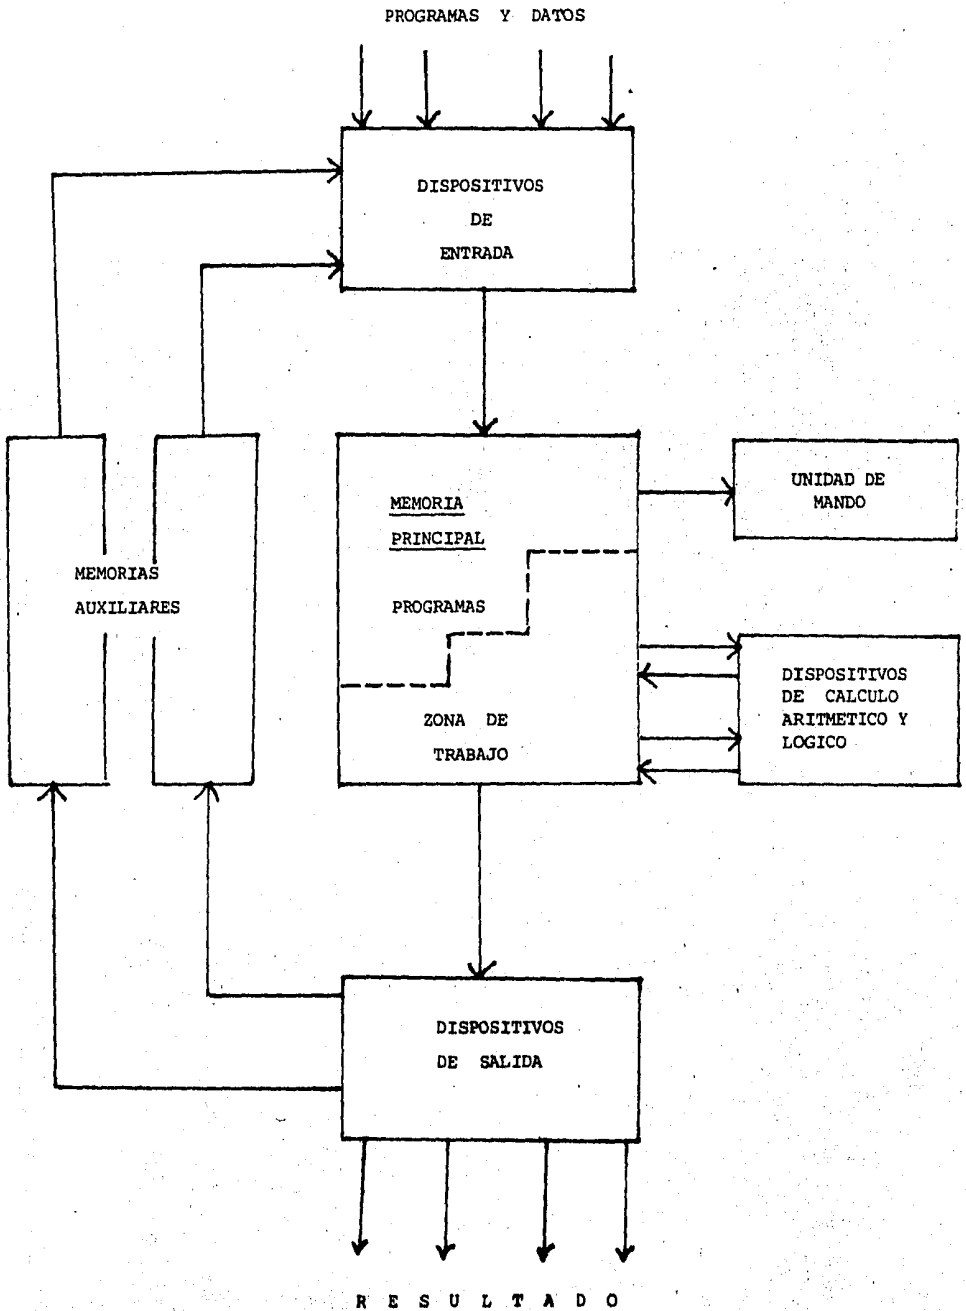 PROGRAMAS Y DATOS
DISPOSITIVOS
DE
ENTRADA
MEMORIAS
AUXILIARES
MEMORIA
PRINCIPAL
PROGRAMAS
ZONA DE
TRABAJO
UNIDAD DE
MANDO
DISPOSITIVOS
DE CALCULO
ARITMETICO Y
LOGICO
DISPOSITIVOS
DE SALIDA
R E S U L T A D O